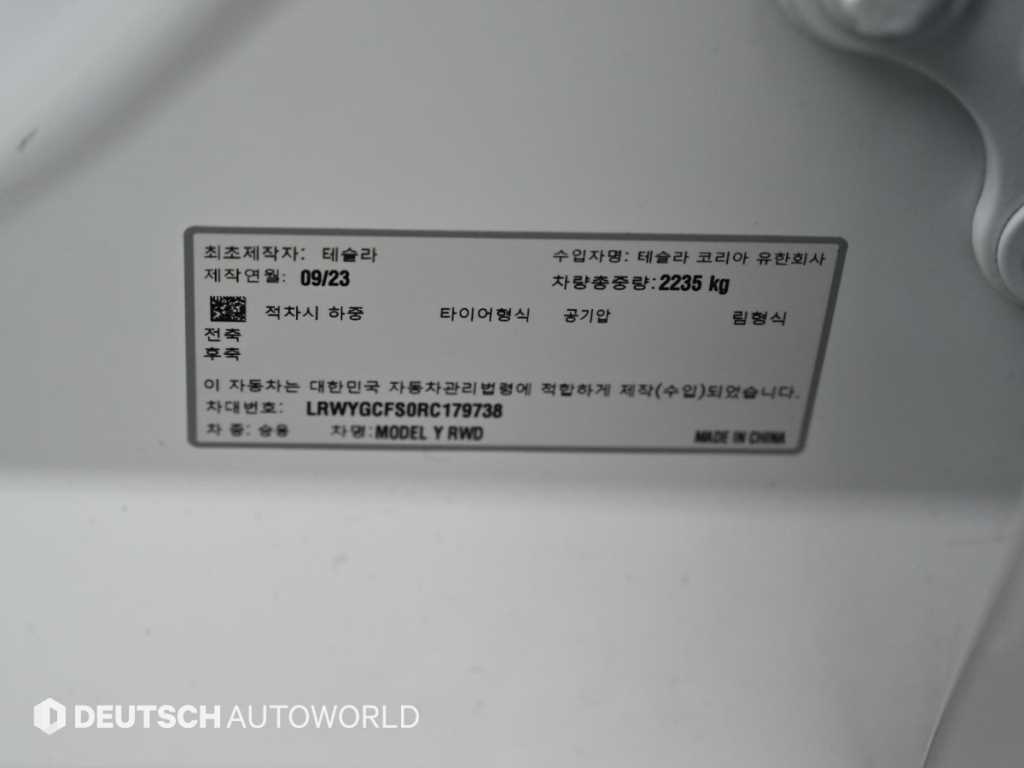 최초제작자: 테슬라 수입자명: 테슬라 코리아 유한회사
제작연월: 09/23 차량총중량: 2235 kg
적차시 하중 타이어형식 공기압 림형식
전축
후축
이 자동차는 대한민국 자동차관리법령에 적합하게 제작(수입)되었습니다.
차대번호: LRWYGCFS0RC179738
차 종: 승용 차명: MODEL Y RWD MADE IN CHINA
DEUTSCH AUTOWORLD